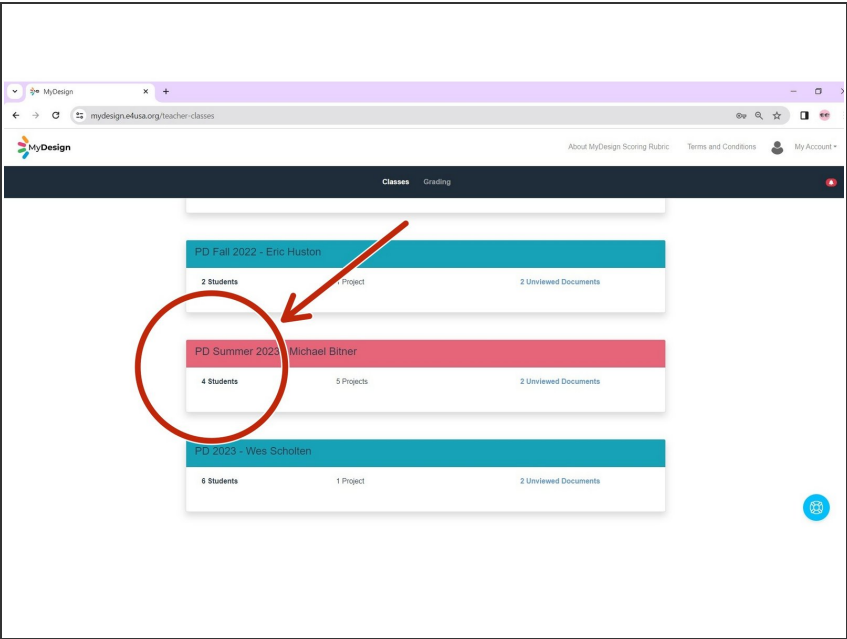 MyDesign
mydesign.e4usa.org/teacher-classes
MyDesign
About MyDesign Scoring Rubric
Terms and Conditions
My Account
Classes
Grading
PD Fall 2022 - Eric Huston
2 Students
1 Project
2 Unviewed Documents
PD Summer 2023 - Michael Bitner
4 Students
5 Projects
2 Unviewed Documents
PD 2023 - Wes Scholten
6 Students
1 Project
2 Unviewed Documents